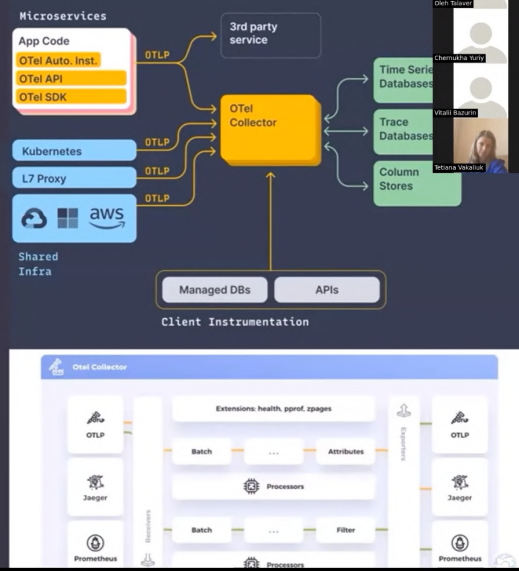 Microservices
App Code
OTel Auto. Inst.
OTel API
OTel SDK
OTLP
3rd party
service
OTel
Collector
Time Serie
Databases
Trace
Databases
Column
Stores
Kubernetes
OTLP
L7 Proxy
OTLP
OTLP
aws
Shared
Infra
Managed DBs
APIs
Client Instrumentation
Oleh Talaver
Chernukha Yuriy
Vitalii Bazurin
Tetiana Vakaliuk
Otel Collector
OTLP
Jaeger
Prometheus
Receivers
Extensions: health, pprof, zpages
Batch
...
Attributes
Processors
Batch
...
Filter
Processors
Exporters
OTLP
Jaeger
Prometheus